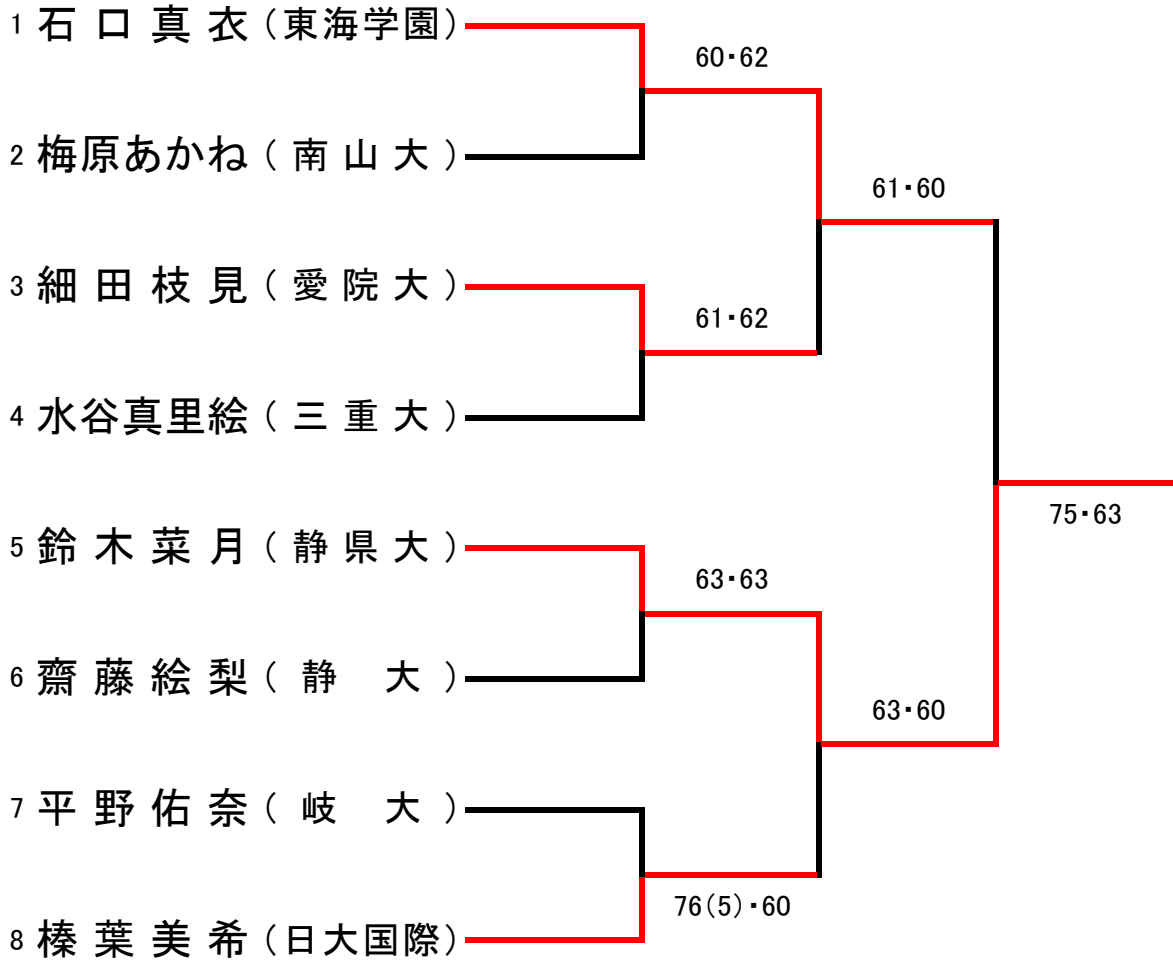 1 石口真衣(東海学園)
60・62
2 梅原あかね(南山大)
61・60
3 細田枝見(愛院大)
61・62
4 水谷真里絵(三重大)
75・63
5 鈴木菜月(静県大)
63・63
6 齋藤絵梨(静大)
63・60
7 平野佑奈(岐大)
76(5)・60
8 榛葉美希(日大国際)